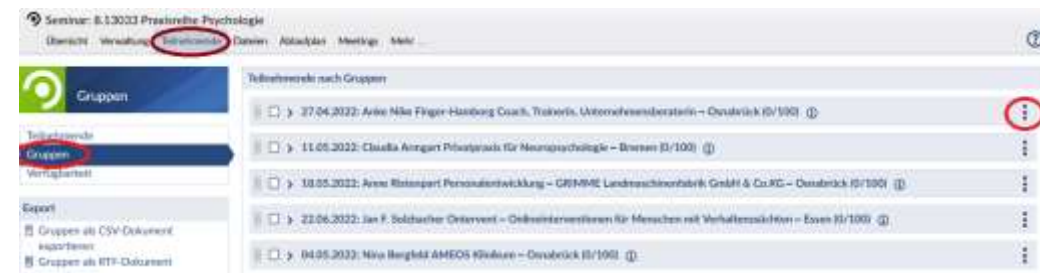 Seminar: 8.13033 Praxisreihe Psychologie
Übersicht Verwaltung Teilnehmende Dateien Ablaufplan Meetings Mehr ...
Gruppen
Teilnehmende
Gruppen
Verfügbarkeit
Export
Gruppen als CSV-Dokument
exportieren
Gruppen als RTF-Dokument
Teilnehmende nach Gruppen
27.04.2022: Anke Nike Finger-Hamborg Coach, Trainerin, Unternehmensberaterin – Osnabrück (0/100)
11.05.2022: Claudia Armgart Privatpraxis für Neuropsychologie – Bremen (0/100)
18.05.2022: Anne Ristenpart Personalentwicklung – GRIMME Landmaschinenfabrik GmbH & Co.KG – Osnabrück (0/100)
22.06.2022: Jan F. Solzbacher Ontervent – Onlineinterventionen für Menschen mit Verhaltenssüchten – Essen (0/100)
04.05.2022: Nina Bergfeld AMEOS Klinikum – Osnabrück (0/100)